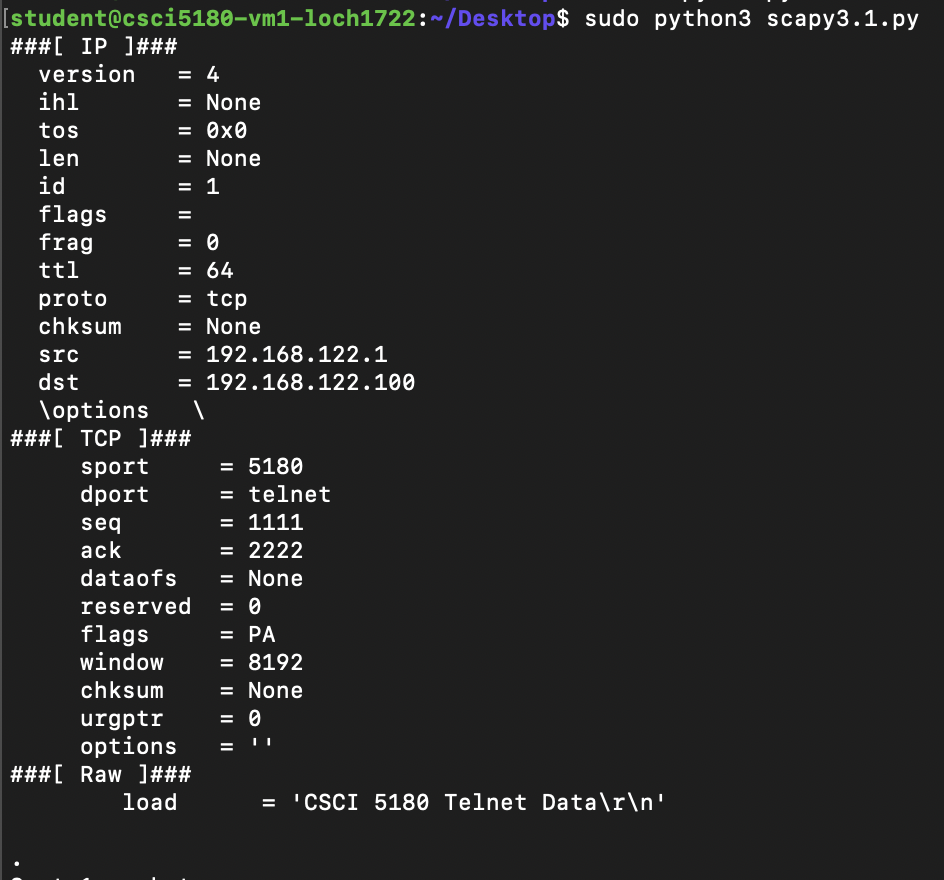 [student@csci5180-vm1-loch1722:~/Desktop$ sudo python3 scapy3.1.py
###[ IP ]###
  version   = 4
  ihl       = None
  tos       = 0x0
  len       = None
  id        = 1
  flags     =
  frag      = 0
  ttl       = 64
  proto     = tcp
  chksum    = None
  src       = 192.168.122.1
  dst       = 192.168.122.100
  \options   \
###[ TCP ]###
     sport     = 5180
     dport     = telnet
     seq       = 1111
     ack       = 2222
     dataofs   = None
     reserved  = 0
     flags     = PA
     window    = 8192
     chksum    = None
     urgptr    = 0
     options   = ''
###[ Raw ]###
        load      = 'CSCI 5180 Telnet Data\r\n'
.